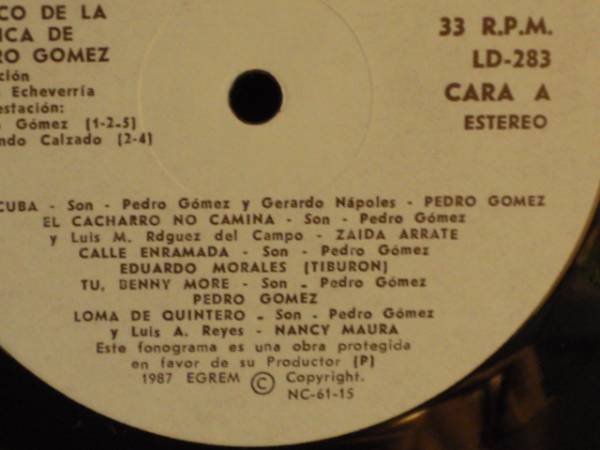 CO DE LA
ICA DE
RO GOMEZ
ción
Echeverría
estación:
Gómez (1-2-5)
ndo Calzado (2-4)
33 R.P.M.
LD-283
CARA A
ESTEREO
CUBA - Son - Pedro Gómez y Gerardo Nápoles - PEDRO GOMEZ
EL CACHARRO NO CAMINA - Son - Pedro Gómez
y Luis M. Rdguez del Campo - ZAIDA ARRATE
CALLE ENRAMADA - Son - Pedro Gómez
EDUARDO MORALES (TIBURON)
TU, BENNY MORE - Son - Pedro Gómez
PEDRO GOMEZ
LOMA DE QUINTERO - Son - Pedro Gómez
y Luis A. Reyes - NANCY MAURA
Este fonograma es una obra protegida
en favor de su Productor (P)
1987 EGREM © Copyright.
NC-61-15